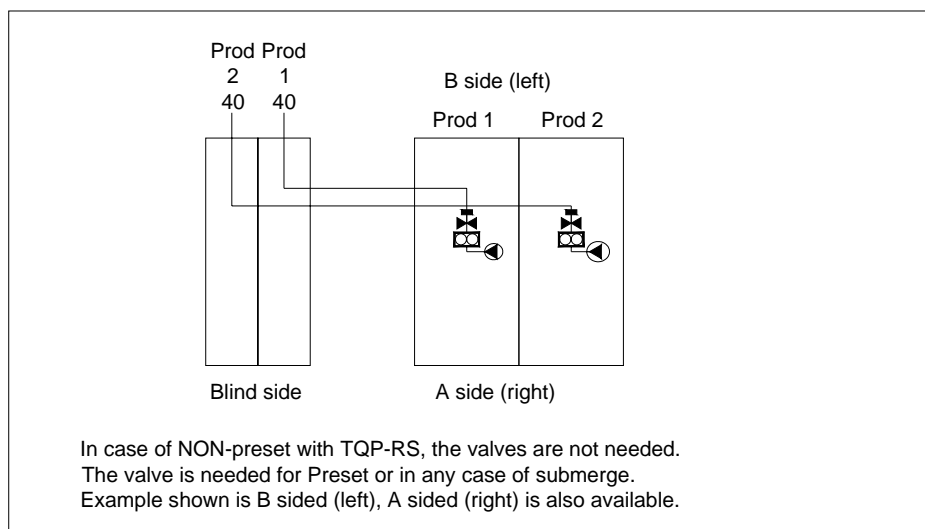 Prod Prod
2 1
40 40
B side (left)
Prod 1 Prod 2
Blind side
A side (right)
In case of NON-preset with TQP-RS, the valves are not needed.
The valve is needed for Preset or in any case of submerge.
Example shown is B sided (left), A sided (right) is also available.